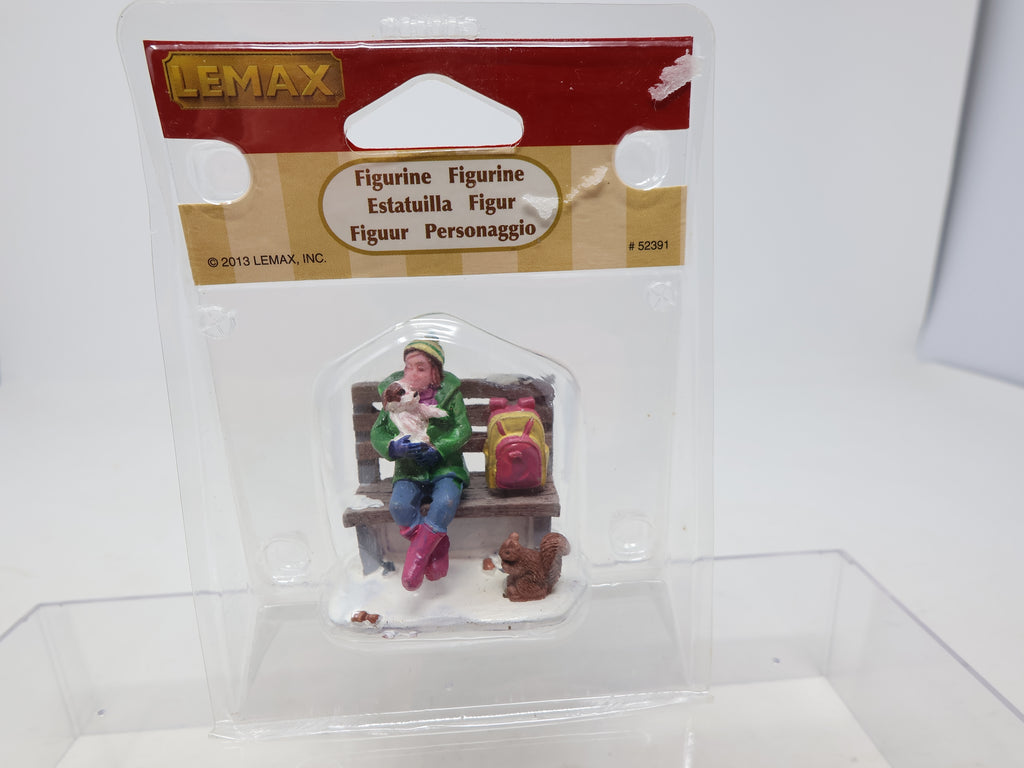 LEMAX
Figurine Figurine
Estatuilla Figur
Figuur Personaggio
© 2013 LEMAX, INC.
# 52391